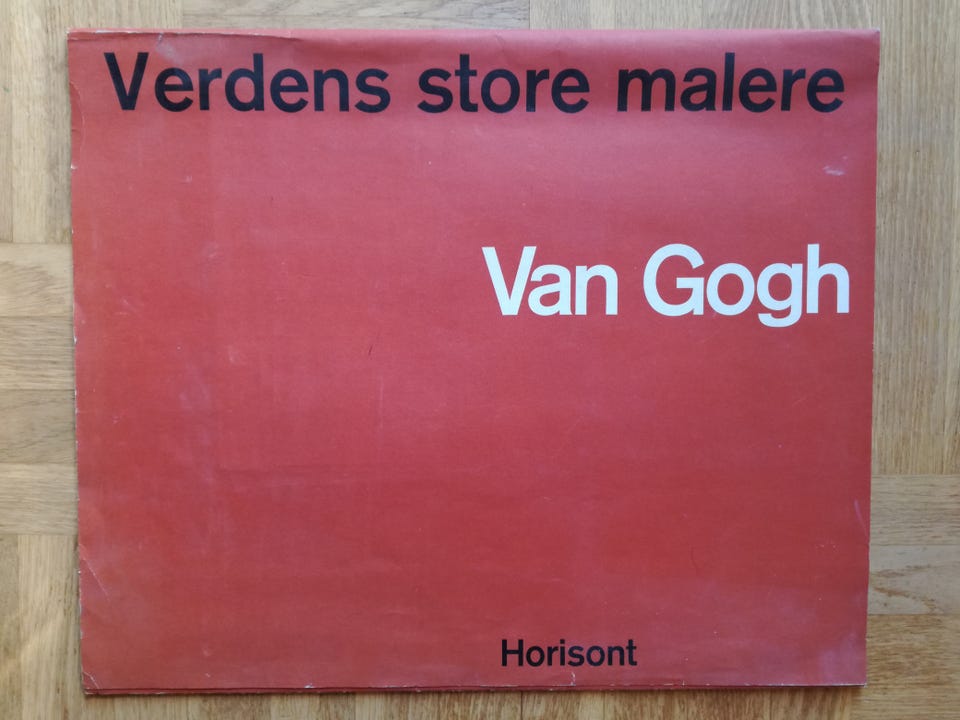 Verdens store malere
Van Gogh
Horisont